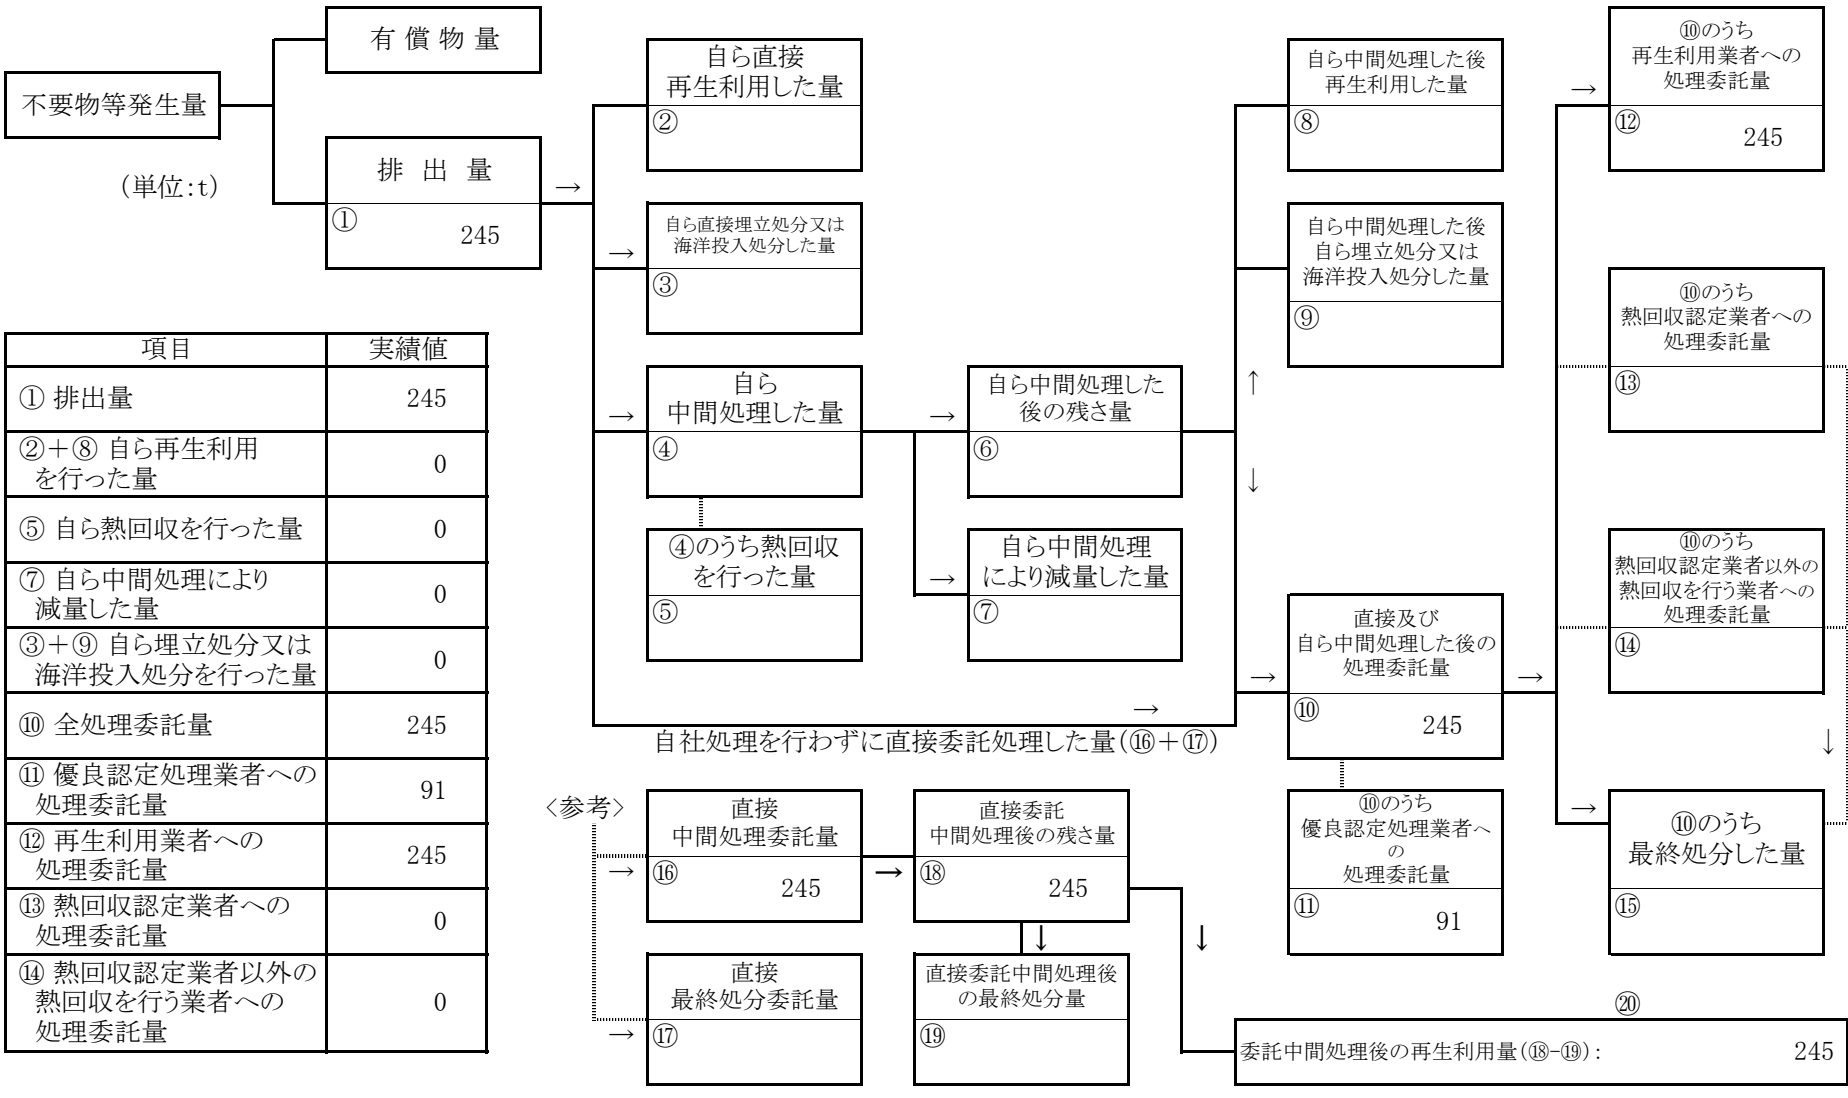 有 償 物 量
不要物等発生量
(単位:t)
排 出 量
①
245
→
自ら直接
再生利用した量
②
→
自ら直接埋立処分又は
海洋投入処分した量
③
→
自ら
中間処理した量
④
④のうち熱回収
を行った量
⑤
→
自ら中間処理した
後の残さ量
⑥
→
自ら中間処理
により減量した量
⑦
自ら中間処理した後
再生利用した量
⑧
自ら中間処理した後
自ら埋立処分又は
海洋投入処分した量
⑨
↑
↓
→
自社処理を行わずに直接委託処理した量(⑯+⑰)
→
直接及び
自ら中間処理した後の
処理委託量
⑩
245
⑩のうち
優良認定処理業者へ
の
処理委託量
⑪
91
→
→
⑩のうち
再生利用業者への
処理委託量
⑫
245
⑩のうち
熱回収認定業者への
処理委託量
⑬
⑩のうち
熱回収認定業者以外の
熱回収を行う業者への
処理委託量
⑭
↓
→
⑩のうち
最終処分した量
⑮
項目 実績値
① 排出量 245
②+⑧ 自ら再生利用
を行った量 0
⑤ 自ら熱回収を行った量 0
⑦ 自ら中間処理により
減量した量 0
③+⑨ 自ら埋立処分又は
海洋投入処分を行った量 0
⑩ 全処理委託量 245
⑪ 優良認定処理業者への
処理委託量 91
⑫ 再生利用業者への
処理委託量 245
⑬ 熱回収認定業者への
処理委託量 0
⑭ 熱回収認定業者以外の
熱回収を行う業者への 0
処理委託量
〈参考〉
→
直接
中間処理委託量
⑯
245
→
直接委託
中間処理後の残さ量
⑱
245
↓
↓
→
直接
最終処分委託量
⑰
直接委託中間処理後
の最終処分量
⑲
⑳
委託中間処理後の再生利用量(⑱-⑲): 245